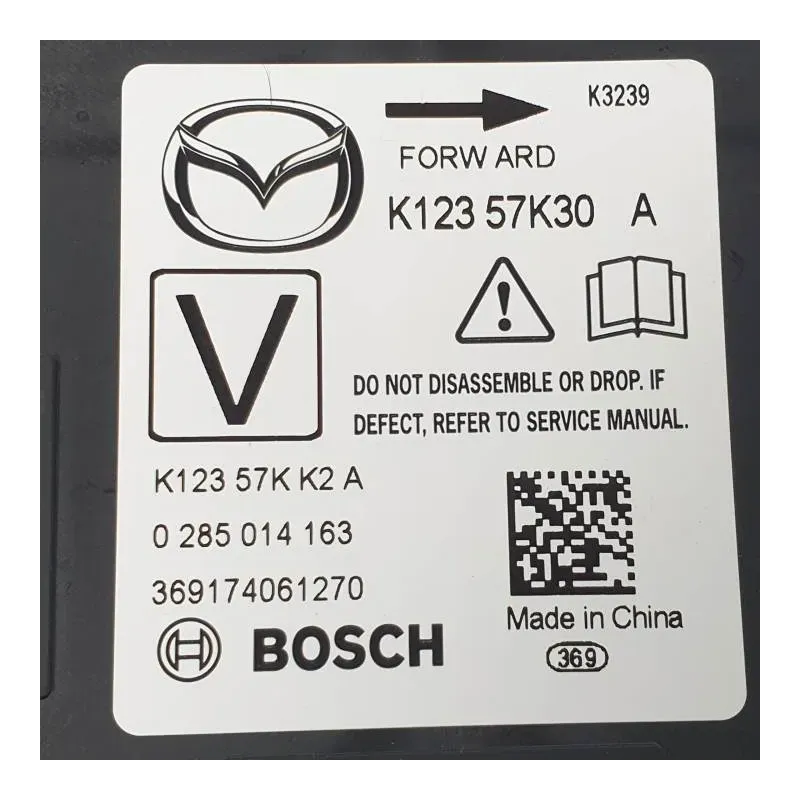 K3239
FORWARD
K123 57K30 A
V
DO NOT DISASSEMBLE OR DROP. IF
DEFECT, REFER TO SERVICE MANUAL.
K123 57K K2 A
0 285 014 163
369174061270
Made in China
BOSCH
369